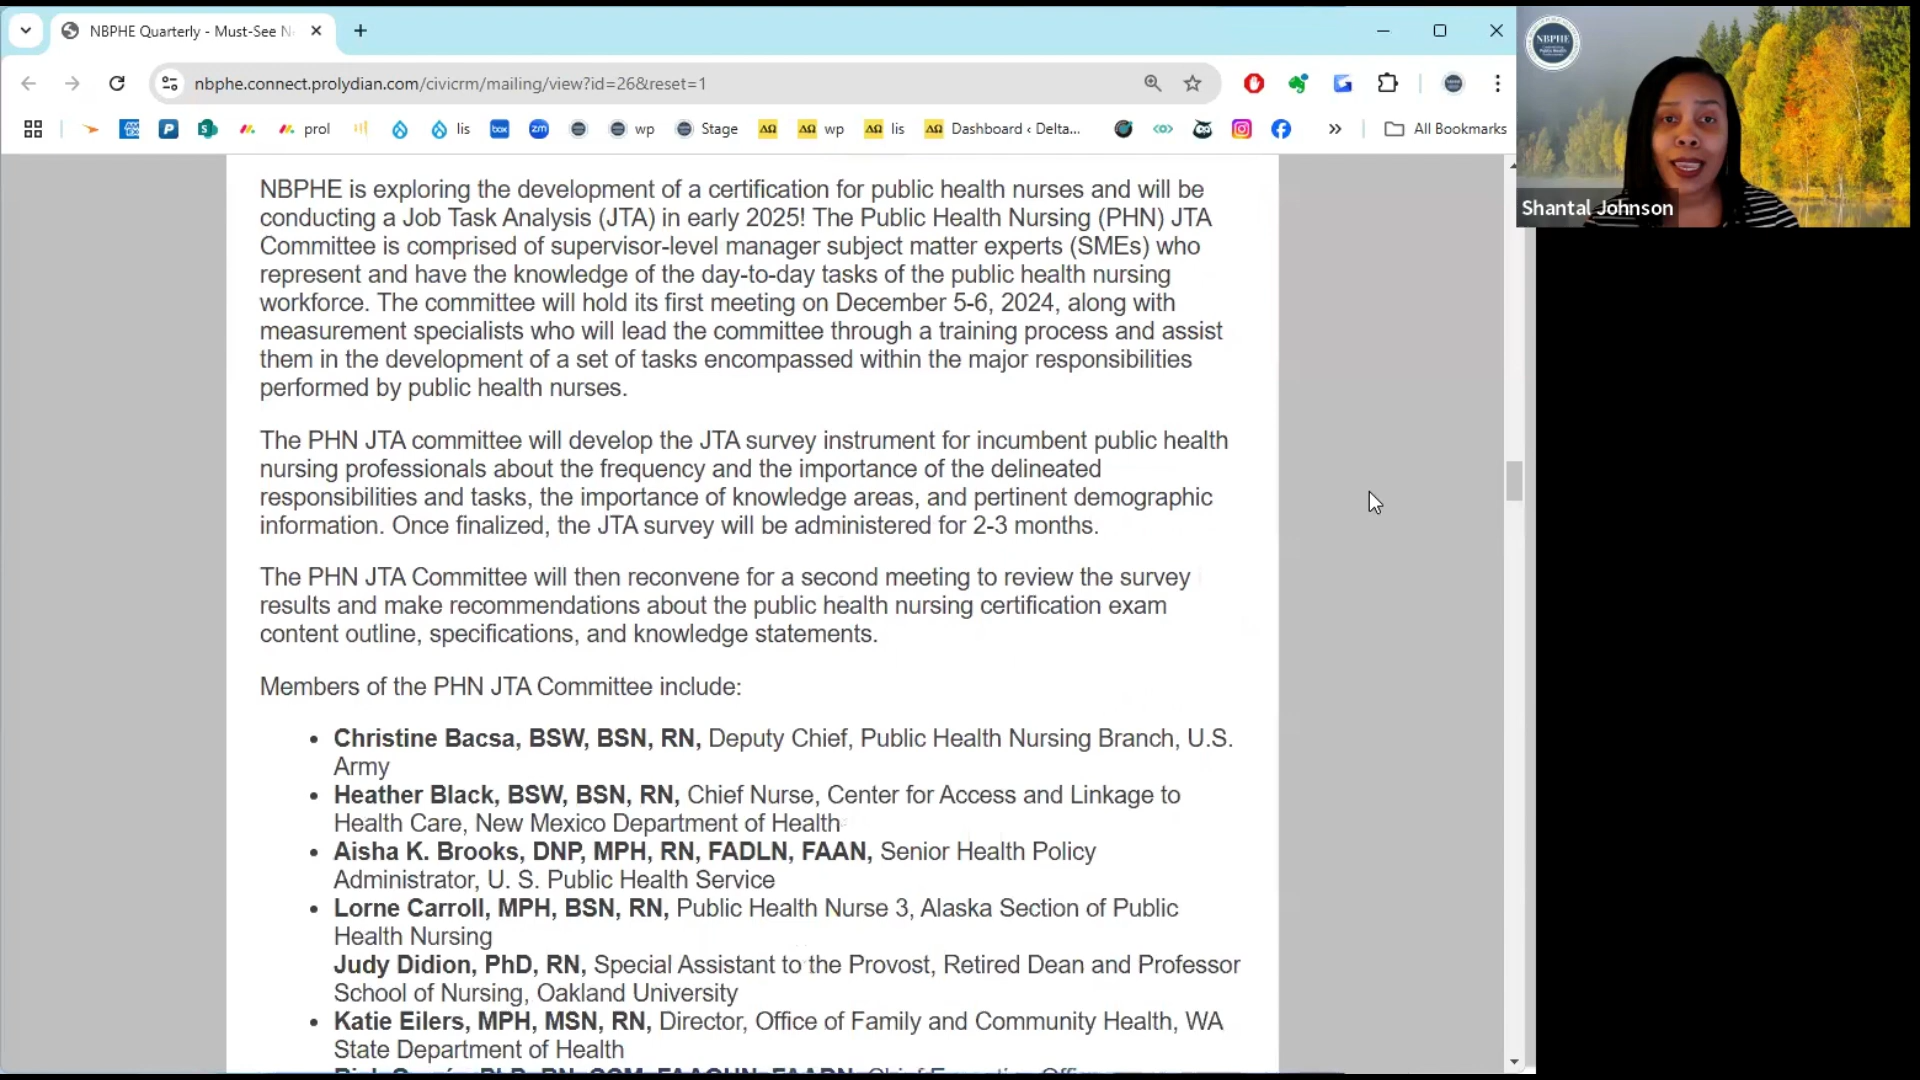 NBPHE Quarterly - Must-See N
nbphe.connect.prolydian.com/civicrm/mailing/view?id=26&reset=1
prol lis box zm wp Stage ΔΩ ΔΩ wp ΔΩ lis ΔΩ Dashboard ‹ Delta... All Bookmarks
NBPHE
Shantal Johnson
NBPHE is exploring the development of a certification for public health nurses and will be
conducting a Job Task Analysis (JTA) in early 2025! The Public Health Nursing (PHN) JTA
Committee is comprised of supervisor-level manager subject matter experts (SMEs) who
represent and have the knowledge of the day-to-day tasks of the public health nursing
workforce. The committee will hold its first meeting on December 5-6, 2024, along with
measurement specialists who will lead the committee through a training process and assist
them in the development of a set of tasks encompassed within the major responsibilities
performed by public health nurses.
The PHN JTA committee will develop the JTA survey instrument for incumbent public health
nursing professionals about the frequency and the importance of the delineated
responsibilities and tasks, the importance of knowledge areas, and pertinent demographic
information. Once finalized, the JTA survey will be administered for 2-3 months.
The PHN JTA Committee will then reconvene for a second meeting to review the survey
results and make recommendations about the public health nursing certification exam
content outline, specifications, and knowledge statements.
Members of the PHN JTA Committee include:
• Christine Bacsa, BSW, BSN, RN, Deputy Chief, Public Health Nursing Branch, U.S.
Army
• Heather Black, BSW, BSN, RN, Chief Nurse, Center for Access and Linkage to
Health Care, New Mexico Department of Health
• Aisha K. Brooks, DNP, MPH, RN, FADLN, FAAN, Senior Health Policy
Administrator, U. S. Public Health Service
• Lorne Carroll, MPH, BSN, RN, Public Health Nurse 3, Alaska Section of Public
Health Nursing
Judy Didion, PhD, RN, Special Assistant to the Provost, Retired Dean and Professor
School of Nursing, Oakland University
• Katie Eilers, MPH, MSN, RN, Director, Office of Family and Community Health, WA
State Department of Health